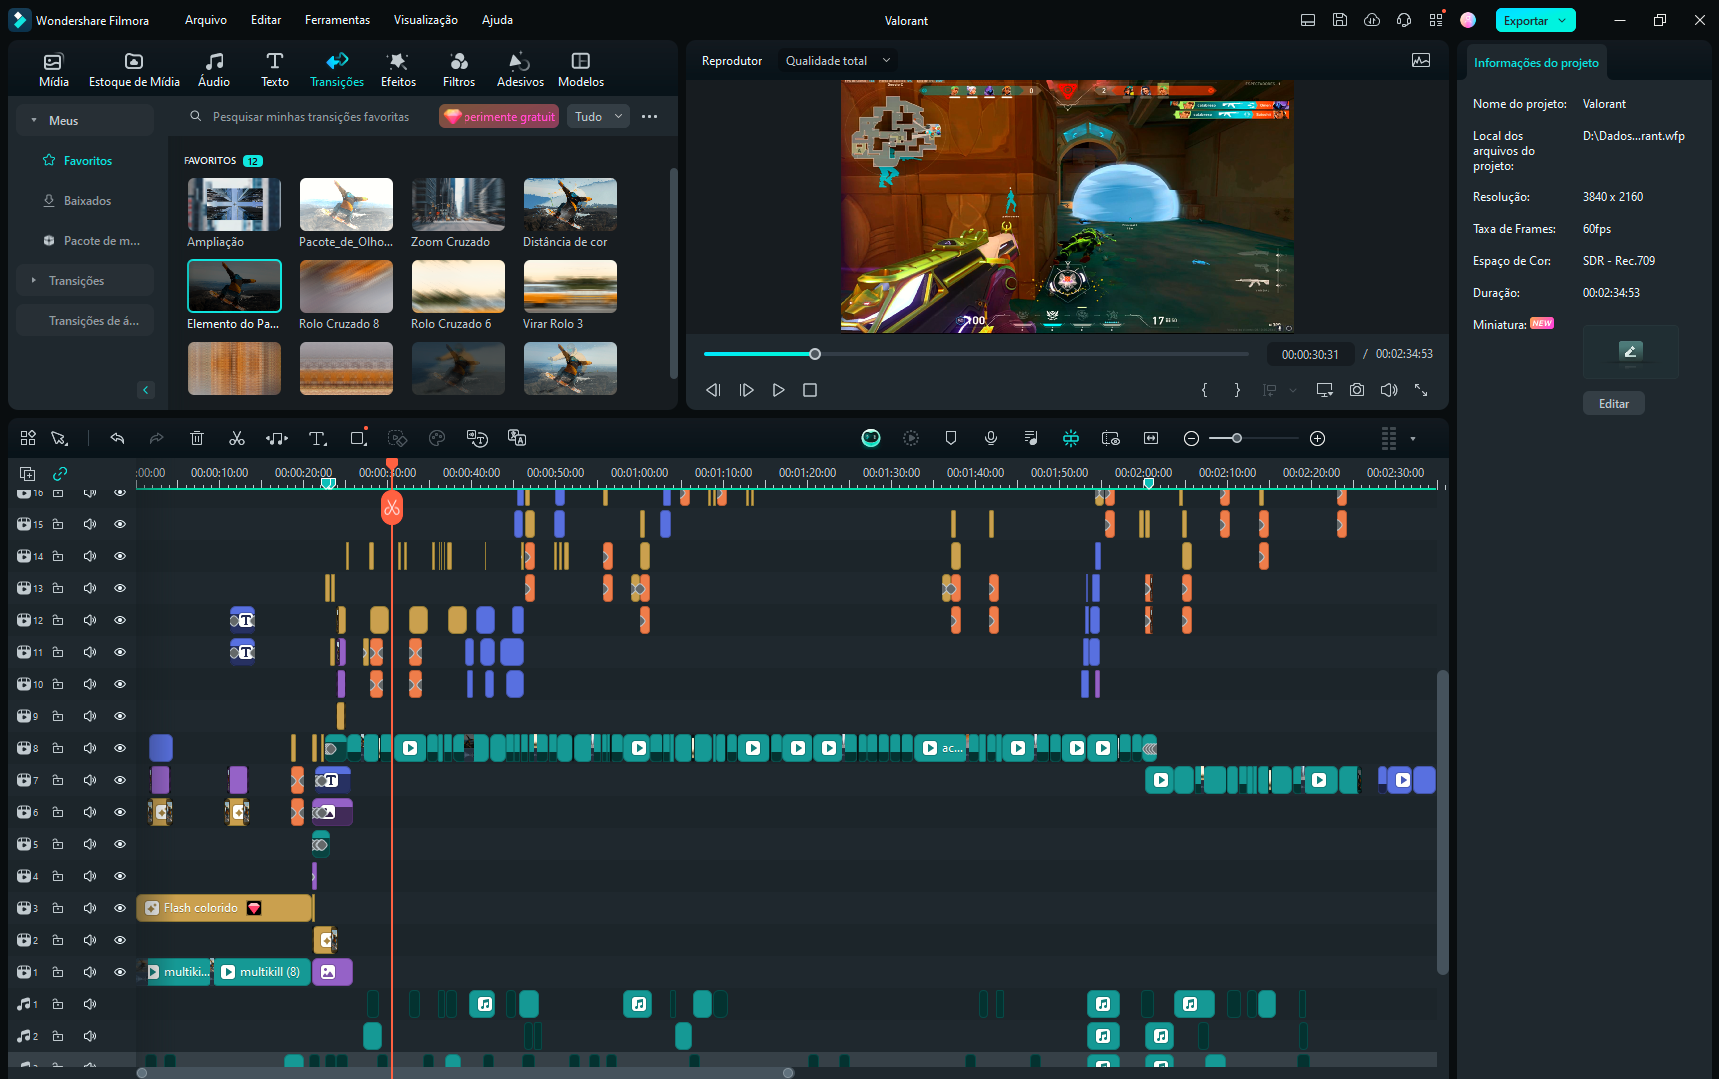 Wondershare Filmora
Arquivo
Editar
Ferramentas
Visualização
Ajuda
Valorant
Exportar
Mídia
Estoque de Mídia
Áudio
Texto
Transições
Efeitos
Filtros
Adesivos
Modelos
Meus
Favoritos
Baixados
Pacote de m...
Transições
Transições de á...
Pesquisar minhas transições favoritas
perimente gratuit
Tudo
FAVORITOS 12
Ampliação
Pacote_de_Olho...
Zoom Cruzado
Distância de cor
Elemento do Pa...
Rolo Cruzado 8
Rolo Cruzado 6
Virar Rolo 3
Reprodutor
Qualidade total
0
2
100
17
00:00:30:31 / 00:02:34:53
Informações do projeto
Nome do projeto: Valorant
Local dos arquivos do projeto: D:\Dados...rant.wfp
Resolução: 3840 x 2160
Taxa de Frames: 60fps
Espaço de Cor: SDR - Rec.709
Duração: 00:02:34:53
Miniatura: NEW
Editar
:00:00 00:00:10:00 00:00:20:00 00:00:30:00 00:00:40:00 00:00:50:00 00:01:00:00 00:01:10:00 00:01:20:00 00:01:30:00 00:01:40:00 00:01:50:00 00:02:00:00 00:02:10:00 00:02:20:00 00:02:30:00
16
15
14
13
12
11
10
9
8 ac...
7
6
5
4
3 Flash colorido
2
1 multiki... multikill (8)
1
2